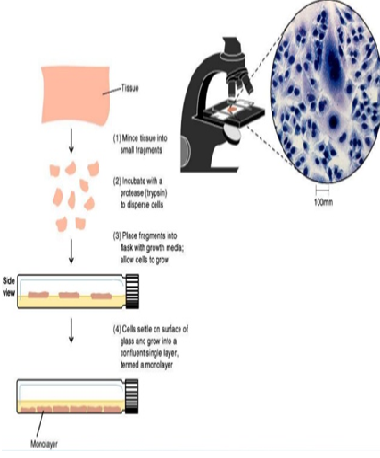 Tissue
(1) Mince tissue into
small fragments
(2) Incubate with a
protease (trypsin)
to disperse cells
(3) Place fragments into
flask with growth media;
allow cells to grow
Side
view
(4) Cells settle on surface of
glass and grow into a
confluent single layer,
termed a monolayer
Monolayer
100mm